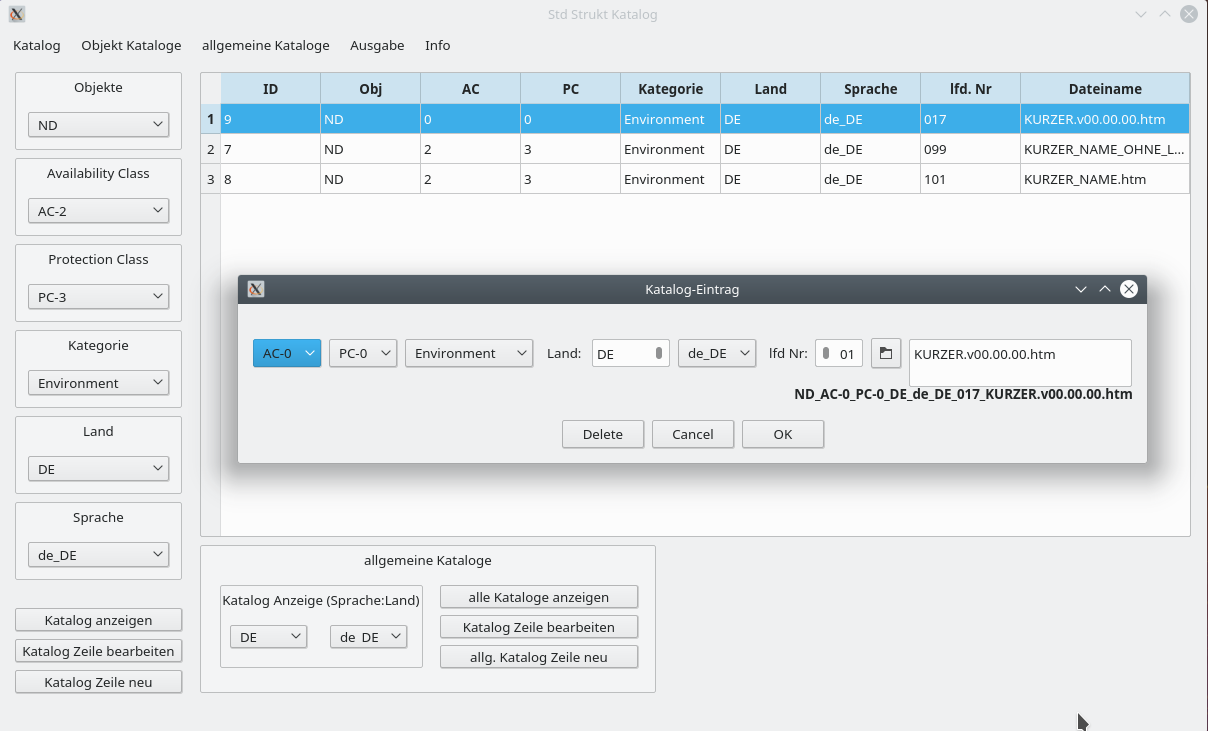 Std Strukt Katalog
Katalog Objekt Kataloge allgemeine Kataloge Ausgabe Info
Objekte
ND
Availability Class
AC-2
Protection Class
PC-3
Kategorie
Environment
Land
DE
Sprache
de_DE
Katalog anzeigen
Katalog Zeile bearbeiten
Katalog Zeile neu
ID Obj AC PC Kategorie Land Sprache lfd. Nr Dateiname
1 9 ND 0 0 Environment DE de_DE 017 KURZER.v00.00.00.htm
2 7 ND 2 3 Environment DE de_DE 099 KURZER_NAME_OHNE_L...
3 8 ND 2 3 Environment DE de_DE 101 KURZER_NAME.htm
Katalog-Eintrag
AC-0 PC-0 Environment Land: DE de_DE lfd Nr: 01 KURZER.v00.00.00.htm
ND_AC-0_PC-0_DE_de_DE_017_KURZER.v00.00.00.htm
Delete Cancel OK
allgemeine Kataloge
Katalog Anzeige (Sprache:Land)
DE de_DE
alle Kataloge anzeigen
Katalog Zeile bearbeiten
allg. Katalog Zeile neu